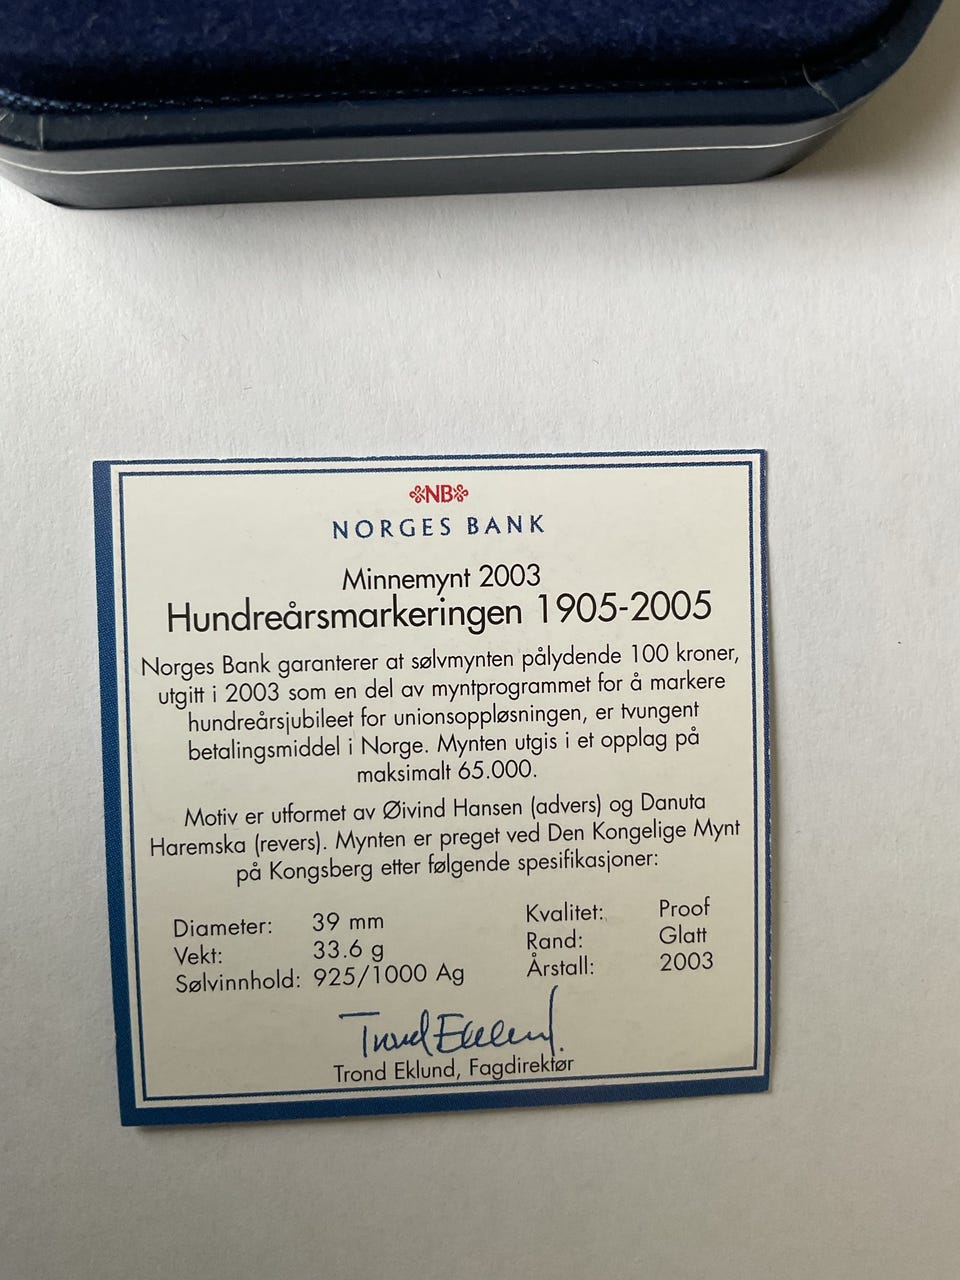 NB
NORGES BANK
Minnemynt 2003
Hundreårsmarkeringen 1905-2005
Norges Bank garanterer at sølvmynten pålydende 100 kroner,
utgitt i 2003 som en del av myntprogrammet for å markere
hundreårsjubileet for unionsoppløsningen, er tvungent
betalingsmiddel i Norge. Mynten utgis i et opplag på
maksimalt 65.000.
Motiv er utformet av Øivind Hansen (advers) og Danuta
Haremska (revers). Mynten er preget ved Den Kongelige Mynt
på Kongsberg etter følgende spesifikasjoner:
Diameter: 39 mm
Vekt: 33.6 g
Sølvinnhold: 925/1000 Ag
Kvalitet: Proof
Rand: Glatt
Årstall: 2003
Trond Eklund.
Trond Eklund, Fagdirektør